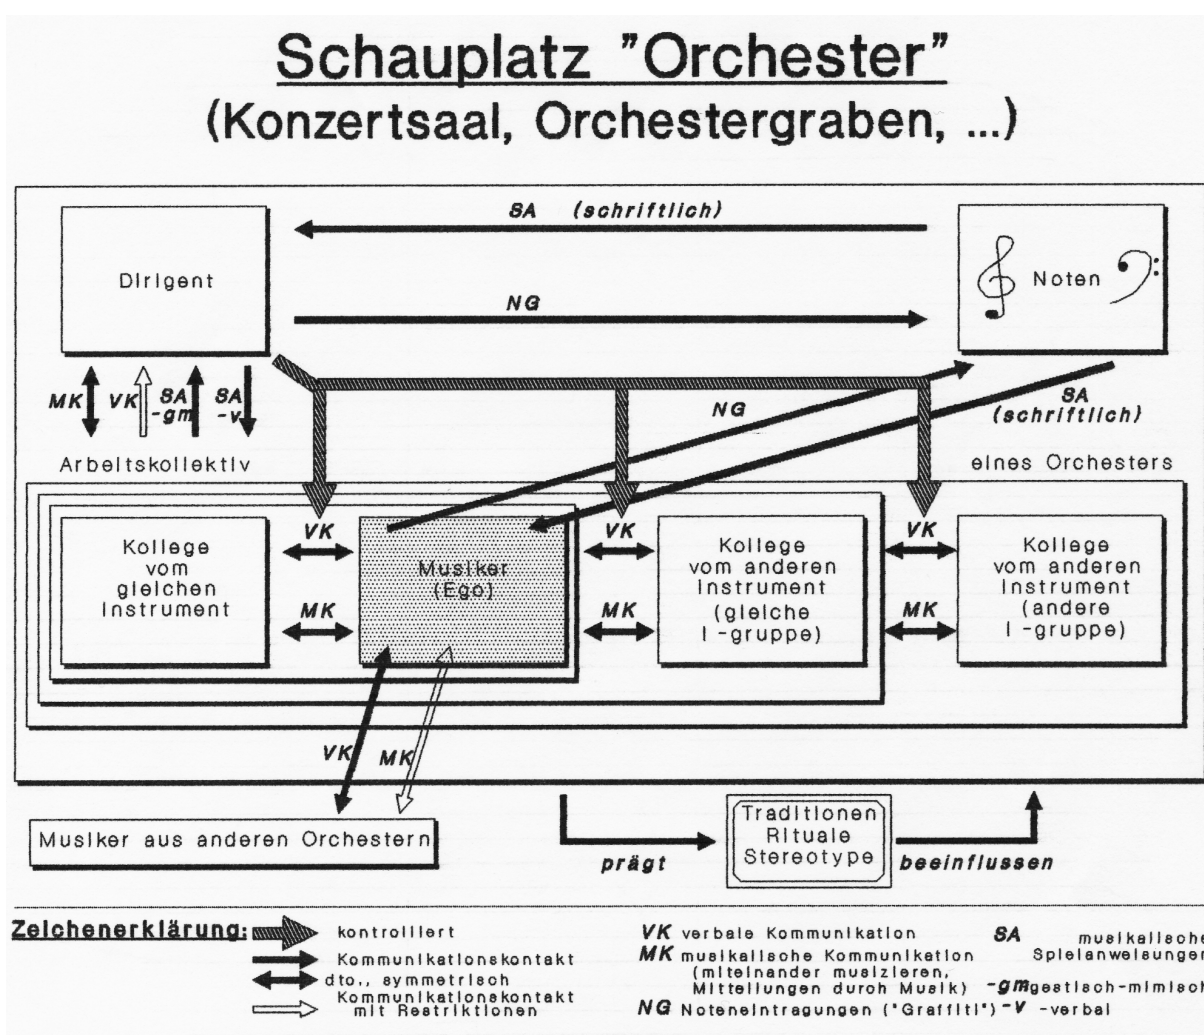 Schauplatz "Orchester"
(Konzertsaal, Orchestergraben, ...)
SA (schriftlich)
Dirigent
Noten
NG
MK
VK
SA
-gm
SA
-v
NG
SA
(schriftlich)
Arbeitskollektiv
eines Orchesters
Kollege
vom
gleichen
Instrument
VK
MK
Musiker
(Ego)
VK
MK
Kollege
vom anderen
Instrument
(gleiche
I-gruppe)
VK
MK
Kollege
vom anderen
Instrument
(andere
I-gruppe)
VK
MK
Musiker aus anderen Orchestern
prägt
Traditionen
Rituale
Stereotype
beeinflussen
Zeichenerklärung:
kontrolliert
Kommunikationskontakt
dto., symmetrisch
Kommunikationskontakt
mit Restriktionen
VK verbale Kommunikation
MK musikalische Kommunikation
(miteinander musizieren,
Mitteilungen durch Musik)
NG Noteneintragungen ("Graffiti")
SA musikalische
Spielanweisungen
-gm gestisch-mimisch
-v -verbal